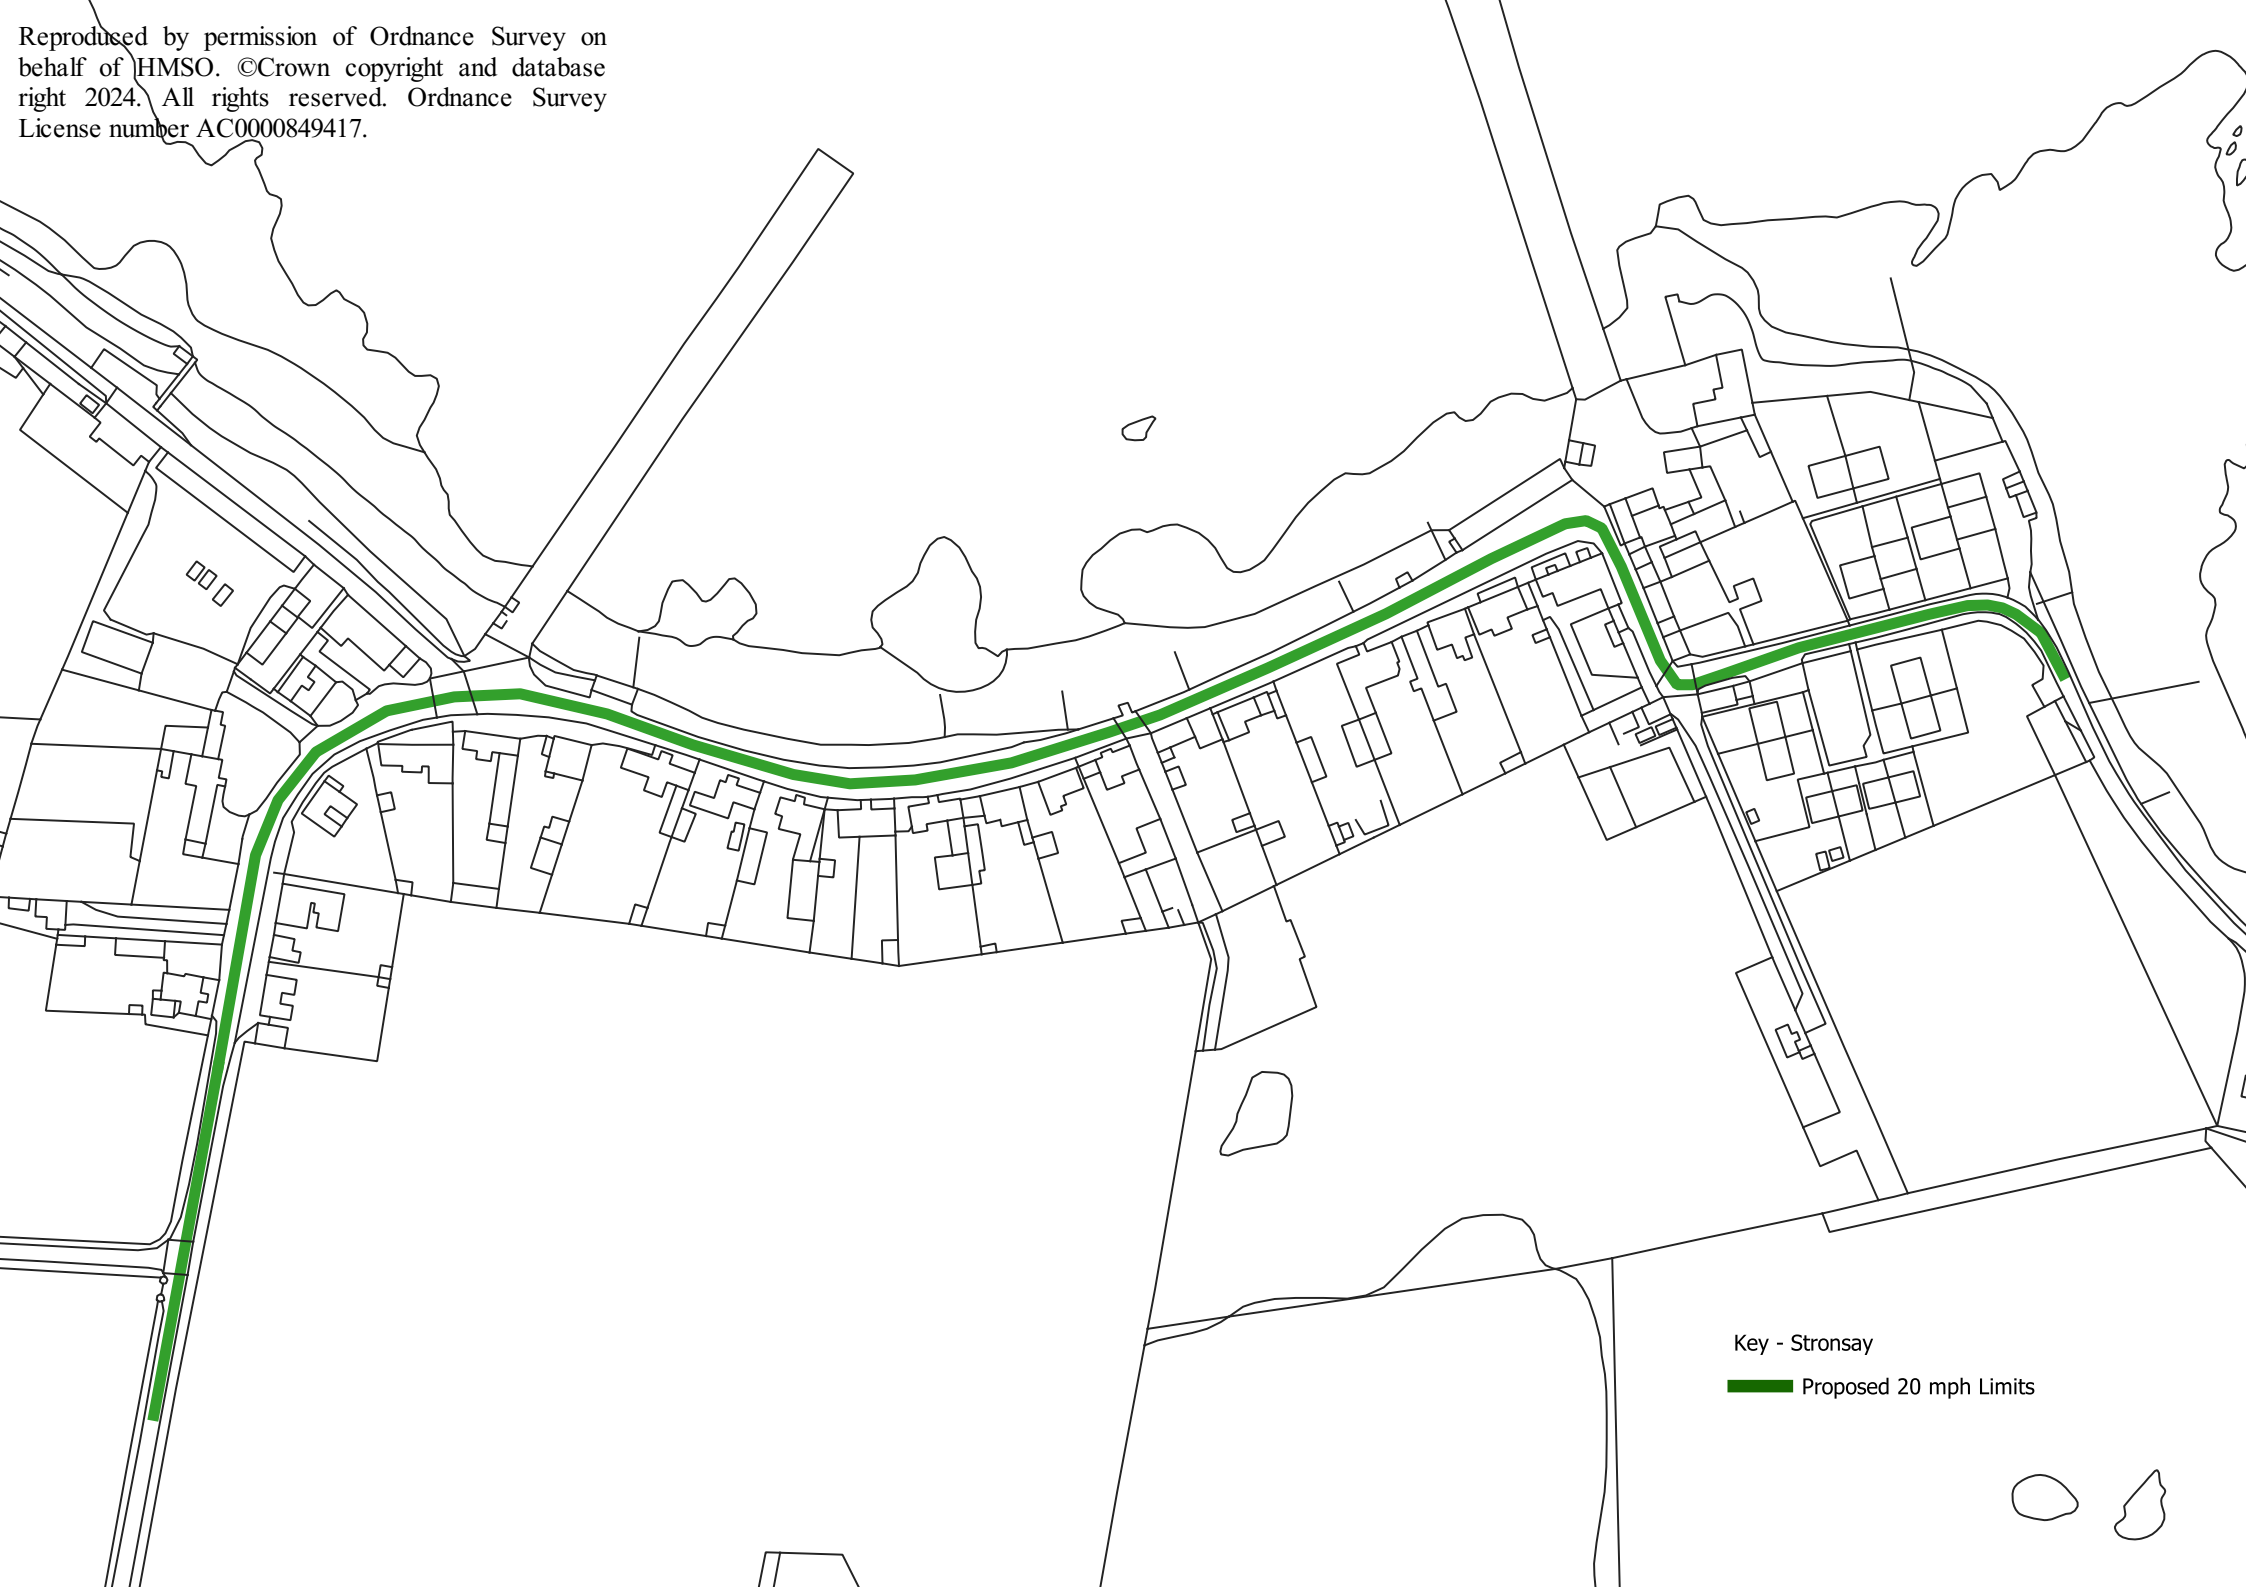 Reproduced by permission of Ordnance Survey on
behalf of HMSO. ©Crown copyright and database
right 2024. All rights reserved. Ordnance Survey
License number AC0000849417.
Key - Stronsay
Proposed 20 mph Limits